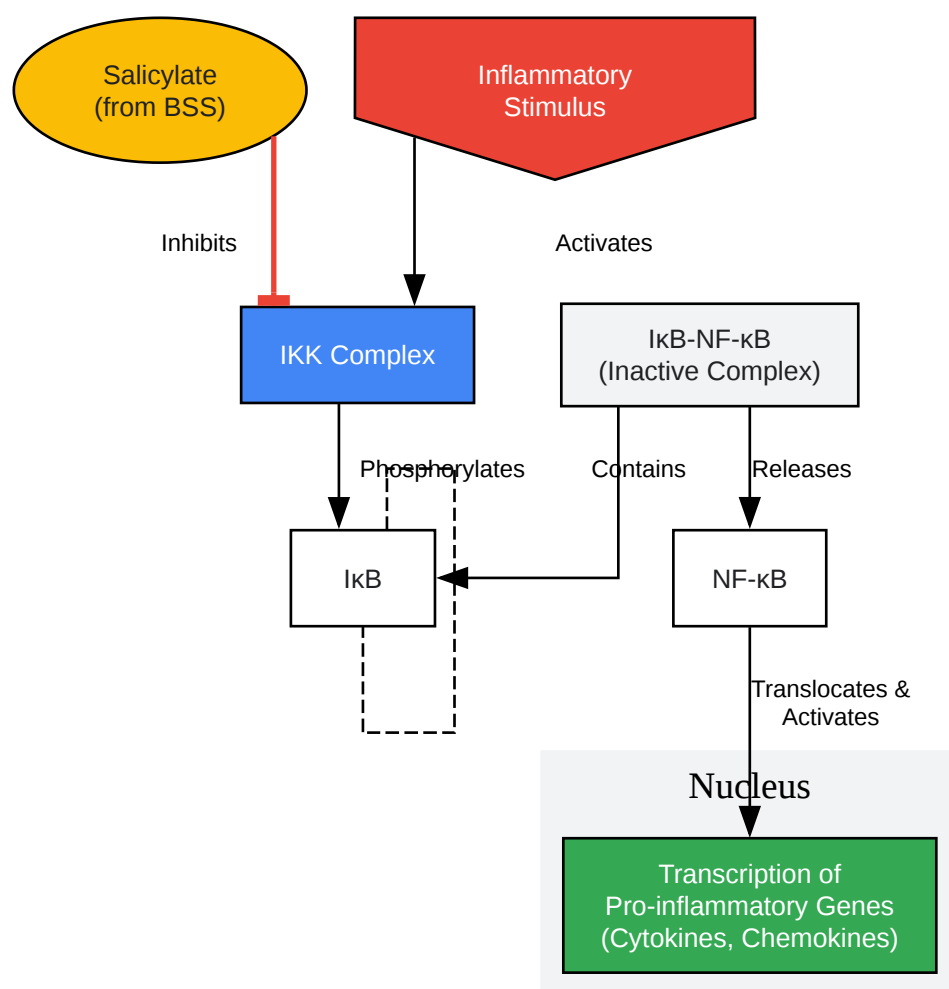 Salicylate
(from BSS)
Inflammatory
Stimulus
Inhibits
Activates
IKK Complex
IκB-NF-κB
(Inactive Complex)
Phosphorylates
Contains
Releases
IκB
NF-κB
Translocates &
Activates
Nucleus
Transcription of
Pro-inflammatory Genes
(Cytokines, Chemokines)